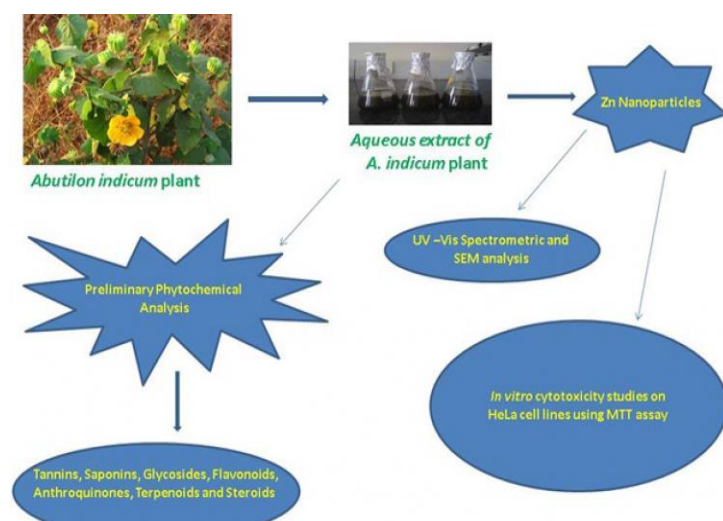 Abutilon indicum plant
Aqueous extract of
A. indicum plant
Zn Nanoparticles
UV –Vis Spectrometric and
SEM analysis
Preliminary Phytochemical
Analysis
In vitro cytotoxicity studies on
HeLa cell lines using MTT assay
Tannins, Saponins, Glycosides, Flavonoids,
Anthroquinones, Terpenoids and Steroids